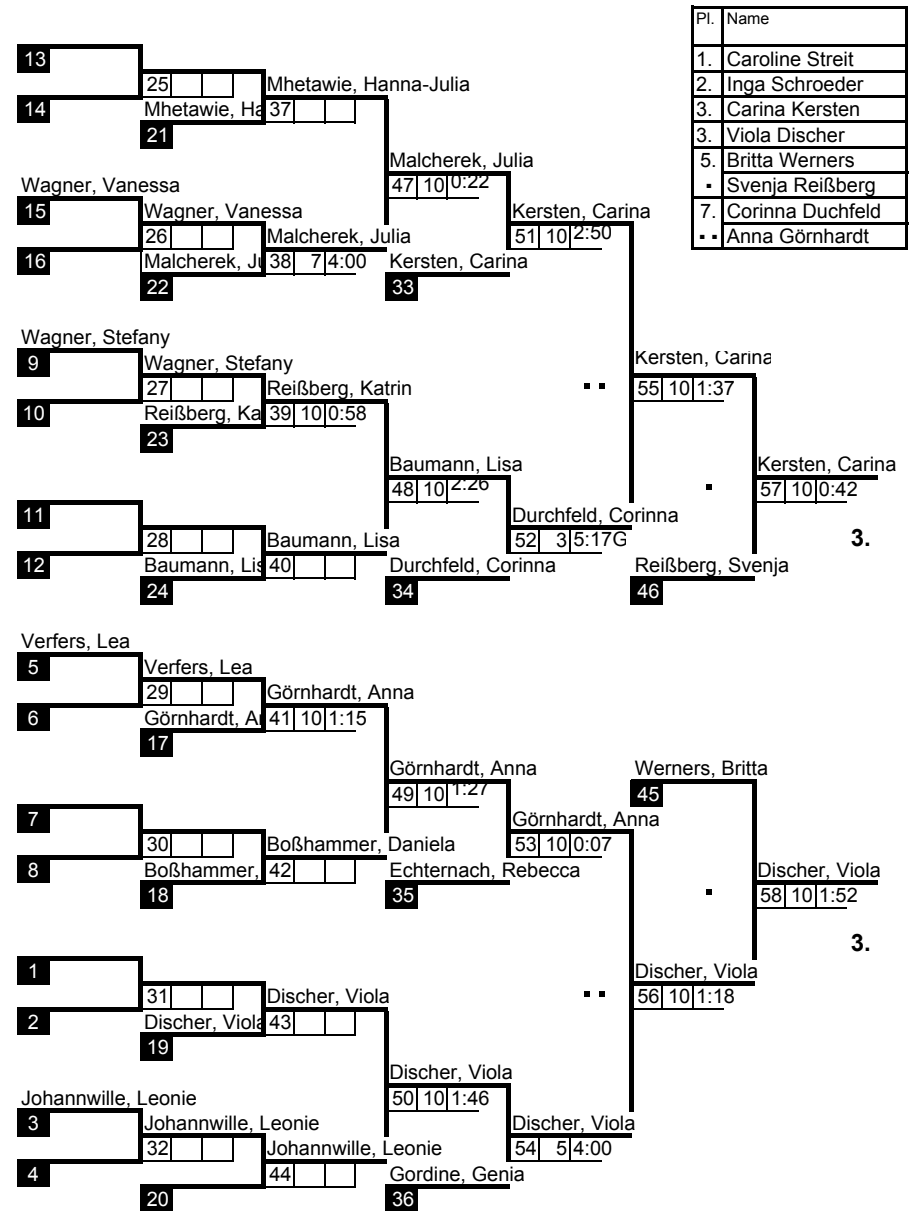 Pl. Name
1. Caroline Streit
2. Inga Schroeder
3. Carina Kersten
3. Viola Discher
5. Britta Werners
▪ Svenja Reißberg
7. Corinna Duchfeld
▪ ▪ Anna Görnhardt
13
25 Mhetawie, Hanna-Julia
14 Mhetawie, Ha 37
21
Malcherek, Julia
47 10 0:22
Wagner, Vanessa
15 Wagner, Vanessa Kersten, Carina
26 Malcherek, Julia 51 10 2:50
16 Malcherek, Ju 38 7 4:00 Kersten, Carina
22 33
Wagner, Stefany
9 Wagner, Stefany Kersten, Carina
27 Reißberg, Katrin ▪ ▪ 55 10 1:37
10 Reißberg, Ka 39 10 0:58
23
Baumann, Lisa Kersten, Carina
48 10 2:26 ▪ 57 10 0:42
11 Durchfeld, Corinna
28 Baumann, Lisa 52 3 5:17G 3.
12 Baumann, Lis 40 Durchfeld, Corinna Reißberg, Svenja
24 34 46
Verfers, Lea
5 Verfers, Lea
29 Görnhardt, Anna
6 Görnhardt, A 41 10 1:15
17
Görnhardt, Anna Werners, Britta
49 10 1:27 45
7 Görnhardt, Anna
30 Boßhammer, Daniela 53 10 0:07
8 Boßhammer, 42 Echternach, Rebecca Discher, Viola
18 35 ▪ 58 10 1:52
3.
1 Discher, Viola
31 Discher, Viola ▪ ▪ 56 10 1:18
2 Discher, Viola 43
19
Discher, Viola
50 10 1:46
Johannwille, Leonie
3 Johannwille, Leonie Discher, Viola
32 Johannwille, Leonie 54 5 4:00
4 44 Gordine, Genia
20 36